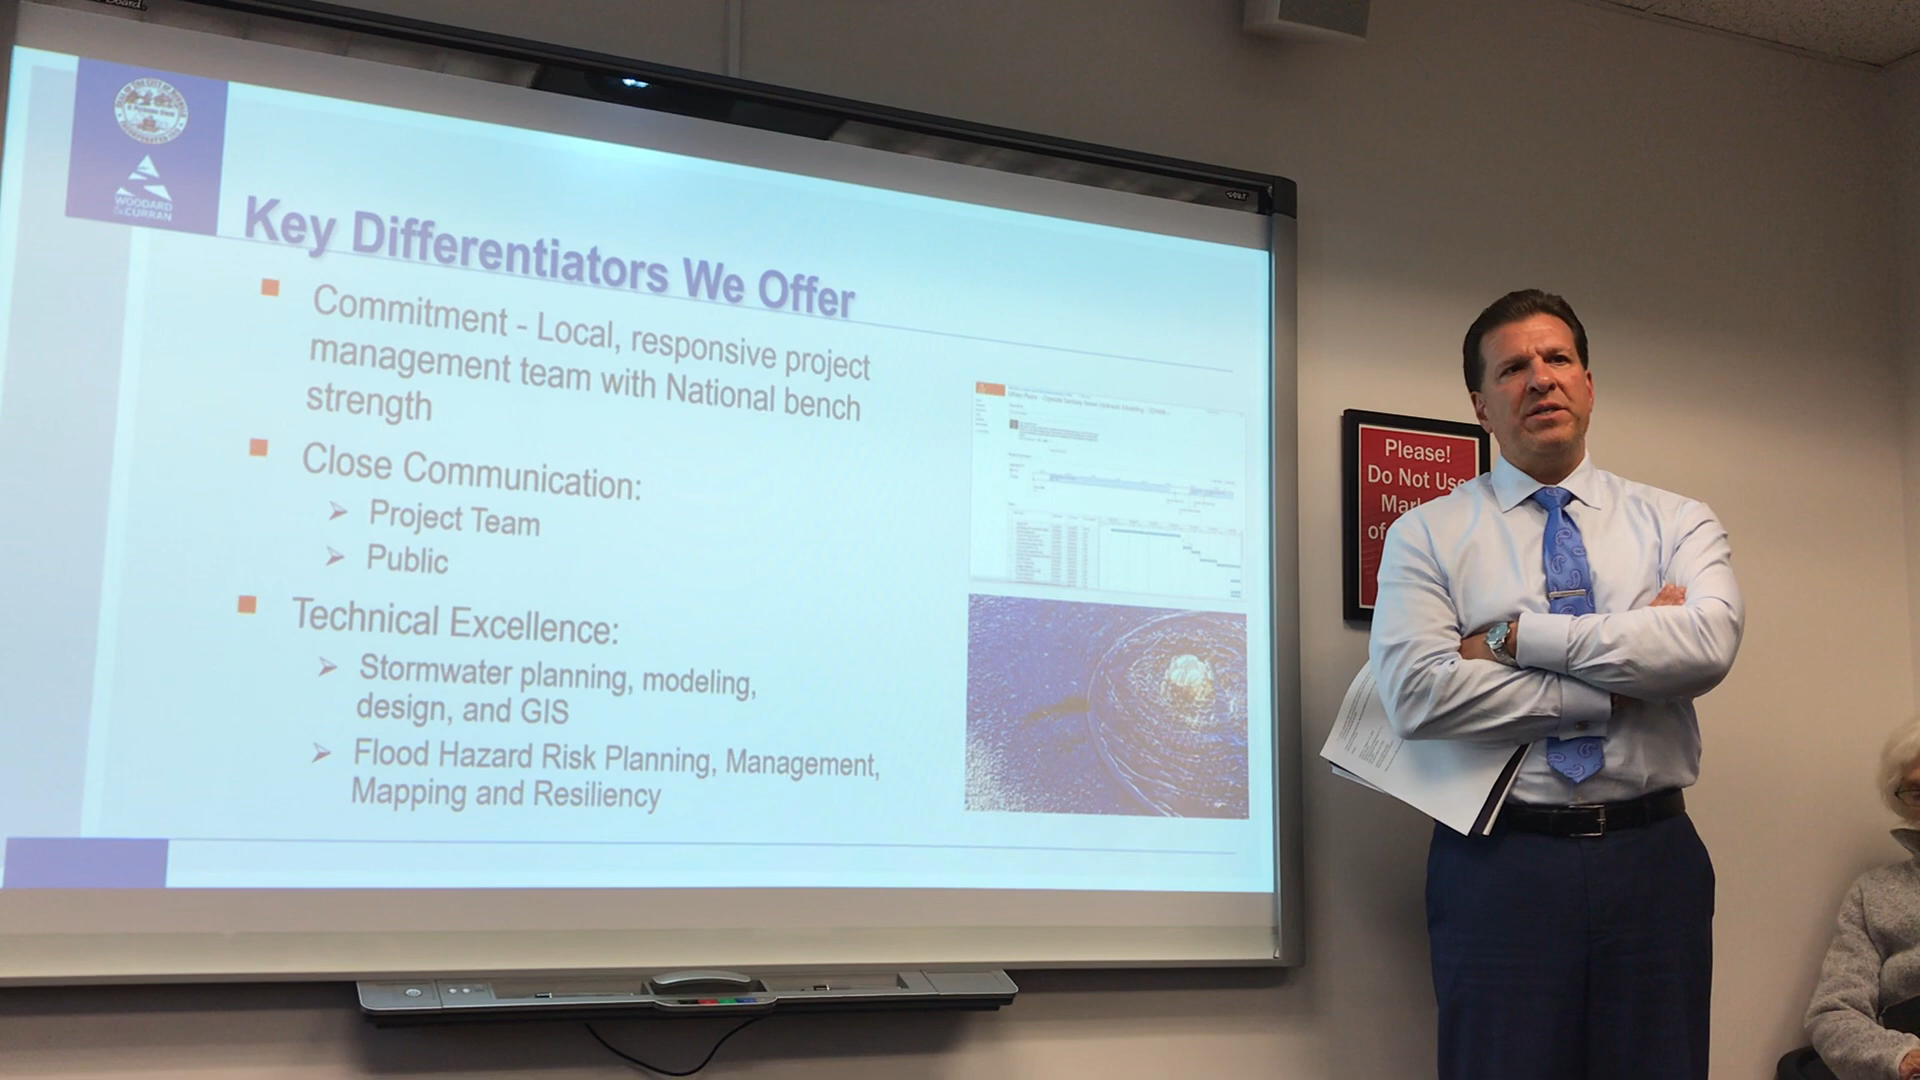 WOODARD
& CURRAN
Key Differentiators We Offer
Commitment - Local, responsive project
management team with National bench
strength
Close Communication:
Project Team
Public
Technical Excellence:
Stormwater planning, modeling,
design, and GIS
Flood Hazard Risk Planning, Management,
Mapping and Resiliency
Please!
Do Not Use
of